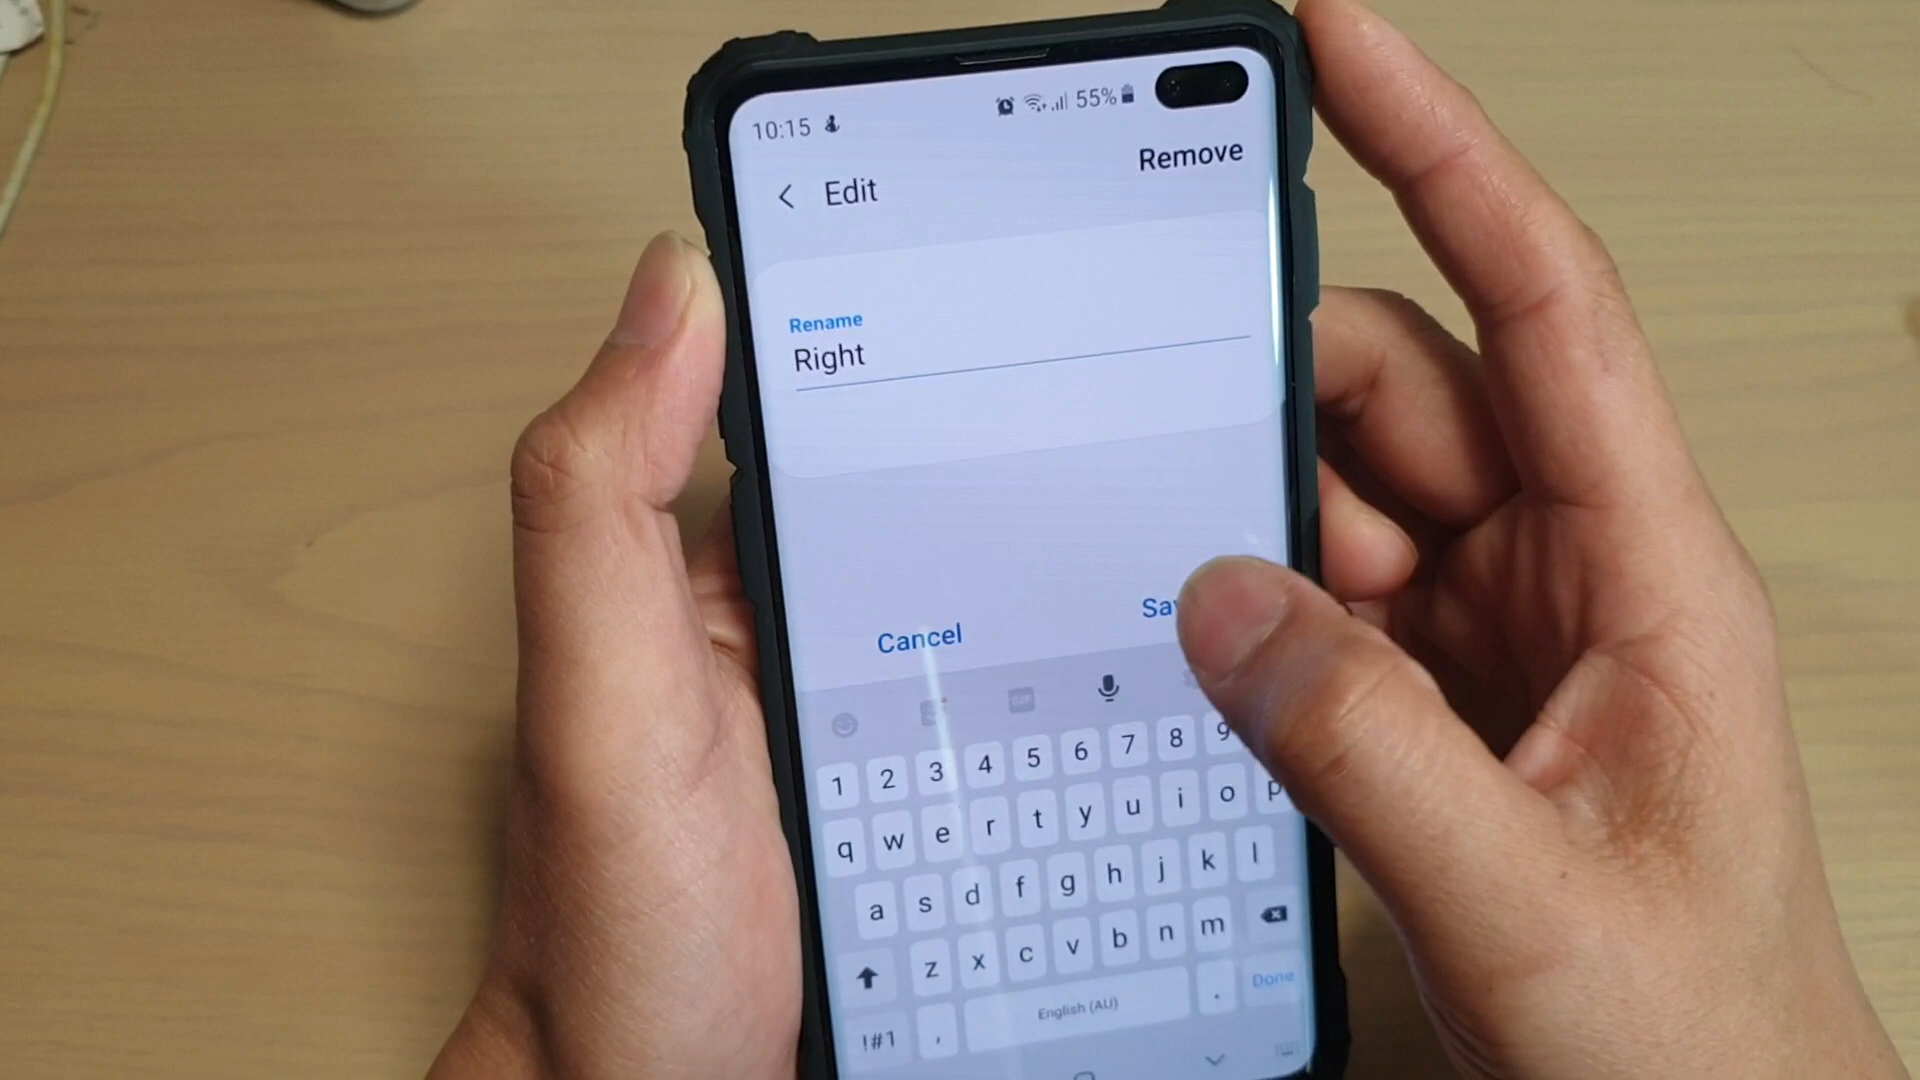 10:15 55%
Remove
Edit
Rename
Right
Cancel
GIF
1 2 3 4 5 6 7 8 9
q w e r t y u i o p
a s d f g h j k l
z x c v b n m
!#1 , English (AU) . Done